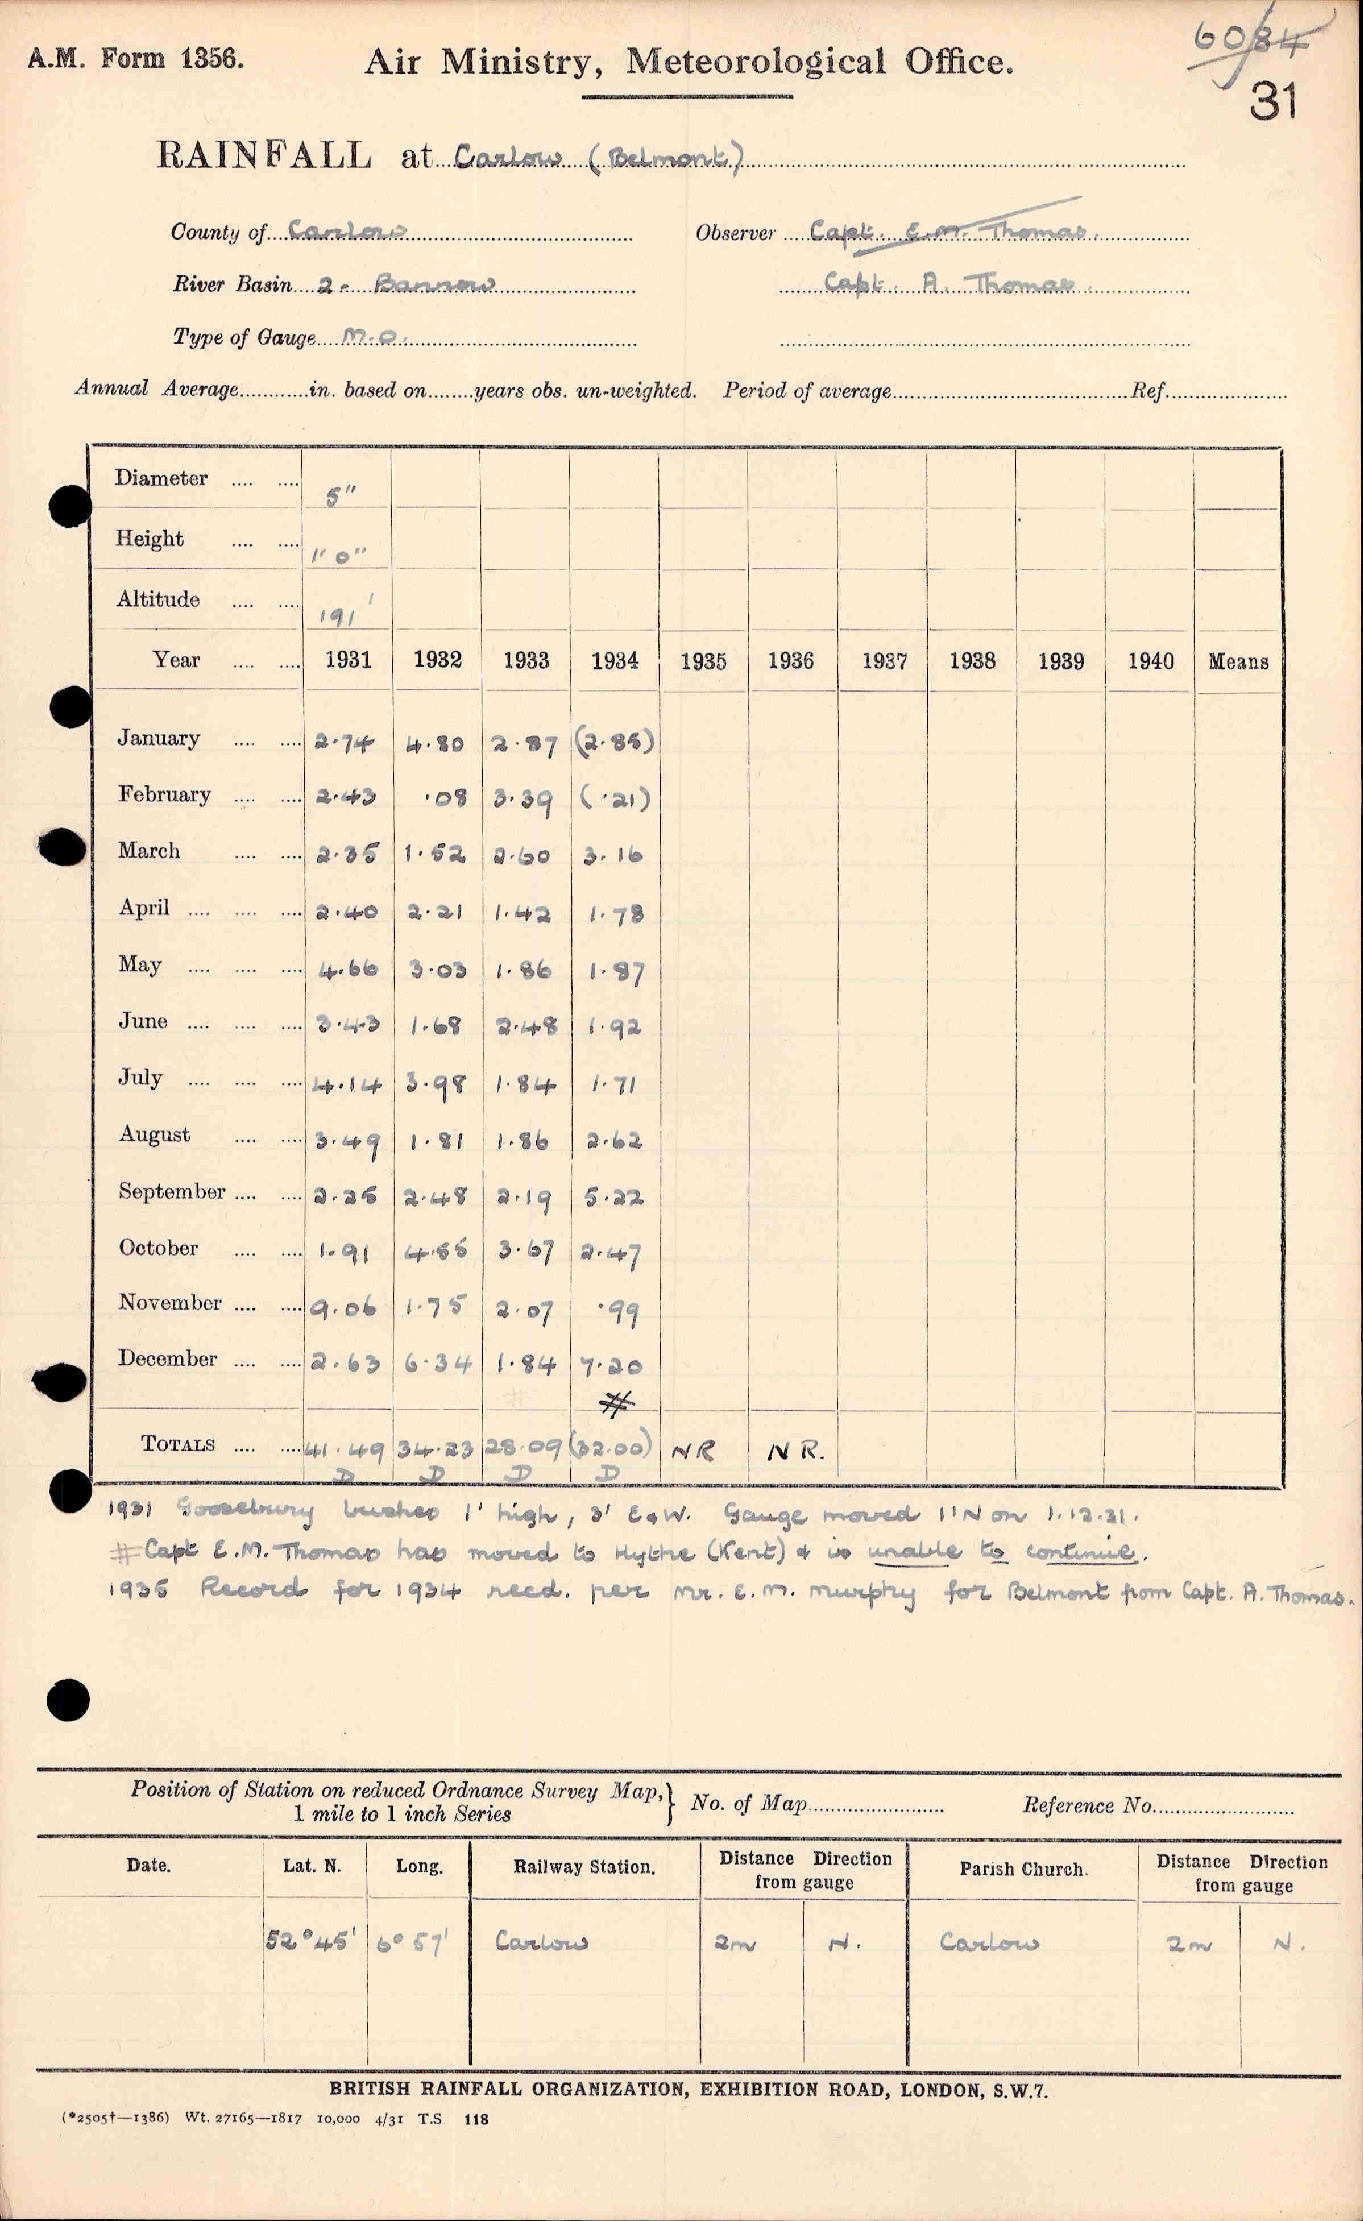 60/84
A.M. Form 1356. Air Ministry, Meteorological Office.
31
RAINFALL at Carlow (Belmont)
County of Carlow Observer Capt. E.M. Thomas.
River Basin 2. Barrow Capt. A. Thomas.
Type of Gauge M.O.
Annual Average in. based on years obs. un-weighted. Period of average Ref.
Diameter 5"
Height 1' 0"
Altitude 191'
Year 1931 1932 1933 1934 1935 1936 1937 1938 1939 1940 Means
January 2.74 4.80 2.87 (2.85)
February 2.43 .08 3.39 (.21)
March 2.35 1.52 2.60 3.16
April 2.40 2.21 1.42 1.78
May 4.66 3.03 1.86 1.87
June 3.43 1.68 2.48 1.92
July 4.14 3.98 1.84 1.71
August 3.49 1.81 1.86 2.62
September 2.25 2.48 2.19 5.22
October 1.91 4.55 3.67 2.47
November 9.06 1.75 2.07 .99
December 2.63 6.34 1.84 7.20
#
TOTALS 41.49 34.23 28.09 (32.00) NR NR.
D D D D
1931 Gooseburry bushes 1' high, 3' E & W. Gauge moved 11' N on 1.12.31.
# Capt E.M. Thomas has moved to Hythe (Kent) & is unable to continue.
1935 Record for 1934 recd. per Mr. E.M. Murphy for Belmont from Capt. A. Thomas.
Position of Station on reduced Ordnance Survey Map,} No. of Map Reference No.
1 mile to 1 inch Series
Date. Lat. N. Long. Railway Station. Distance Direction from gauge Parish Church. Distance Direction from gauge
52° 45' 6° 57' Carlow 2m N. Carlow 2m N.
BRITISH RAINFALL ORGANIZATION, EXHIBITION ROAD, LONDON, S.W.7.
(*2505†—1386) Wt. 27165—1817 10,000 4/31 T.S 118